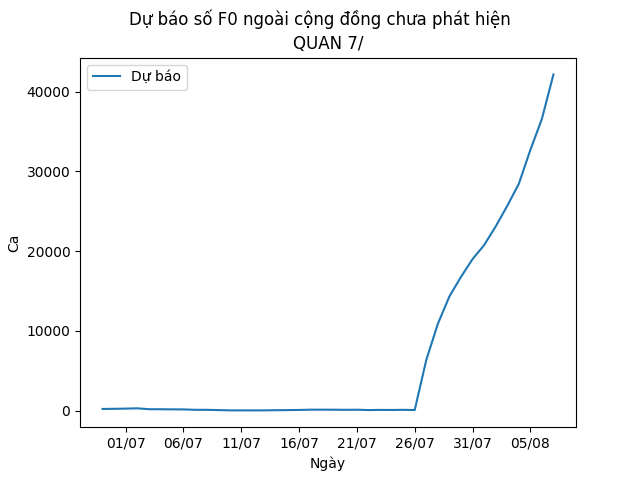 Dự báo số F0 ngoài cộng đồng chưa phát hiện
QUAN 7/
Dự báo
40000
30000
20000
10000
0
Ca
01/07 06/07 11/07 16/07 21/07 26/07 31/07 05/08
Ngày